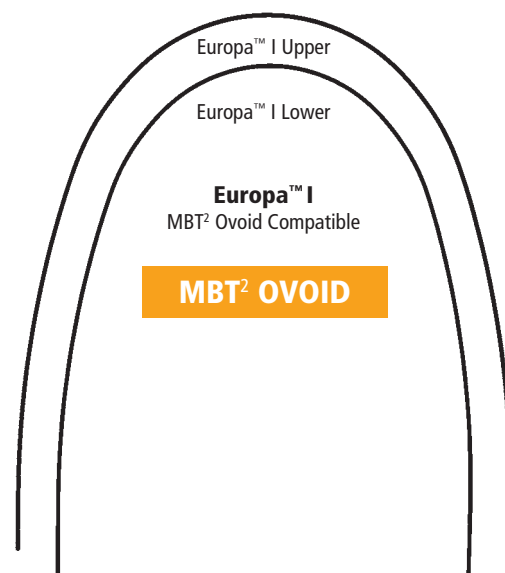 Europa™ I Upper
Europa™ I Lower
Europa™ I
MBT² Ovoid Compatible
MBT² OVOID